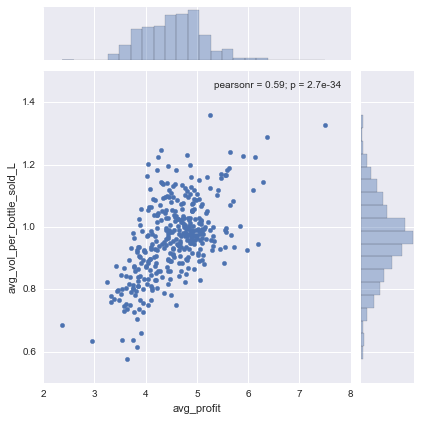 pearsonr = 0.59; p = 2.7e-34
1.4
1.2
1.0
0.8
0.6
avg_vol_per_bottle_sold_L
2 3 4 5 6 7 8
avg_profit